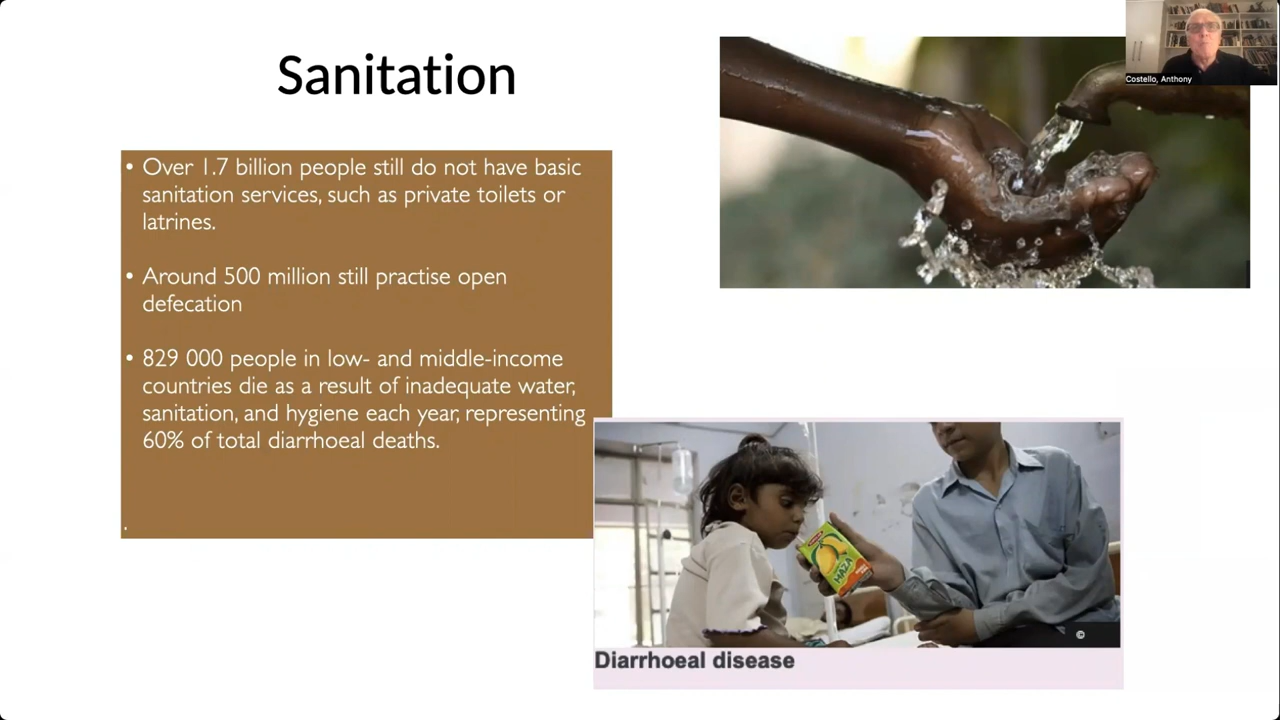 Sanitation
Costello, Anthony
• Over 1.7 billion people still do not have basic
sanitation services, such as private toilets or
latrines.
• Around 500 million still practise open
defecation
• 829 000 people in low- and middle-income
countries die as a result of inadequate water,
sanitation, and hygiene each year, representing
60% of total diarrhoeal deaths.
.
MAZA
©
Diarrhoeal disease